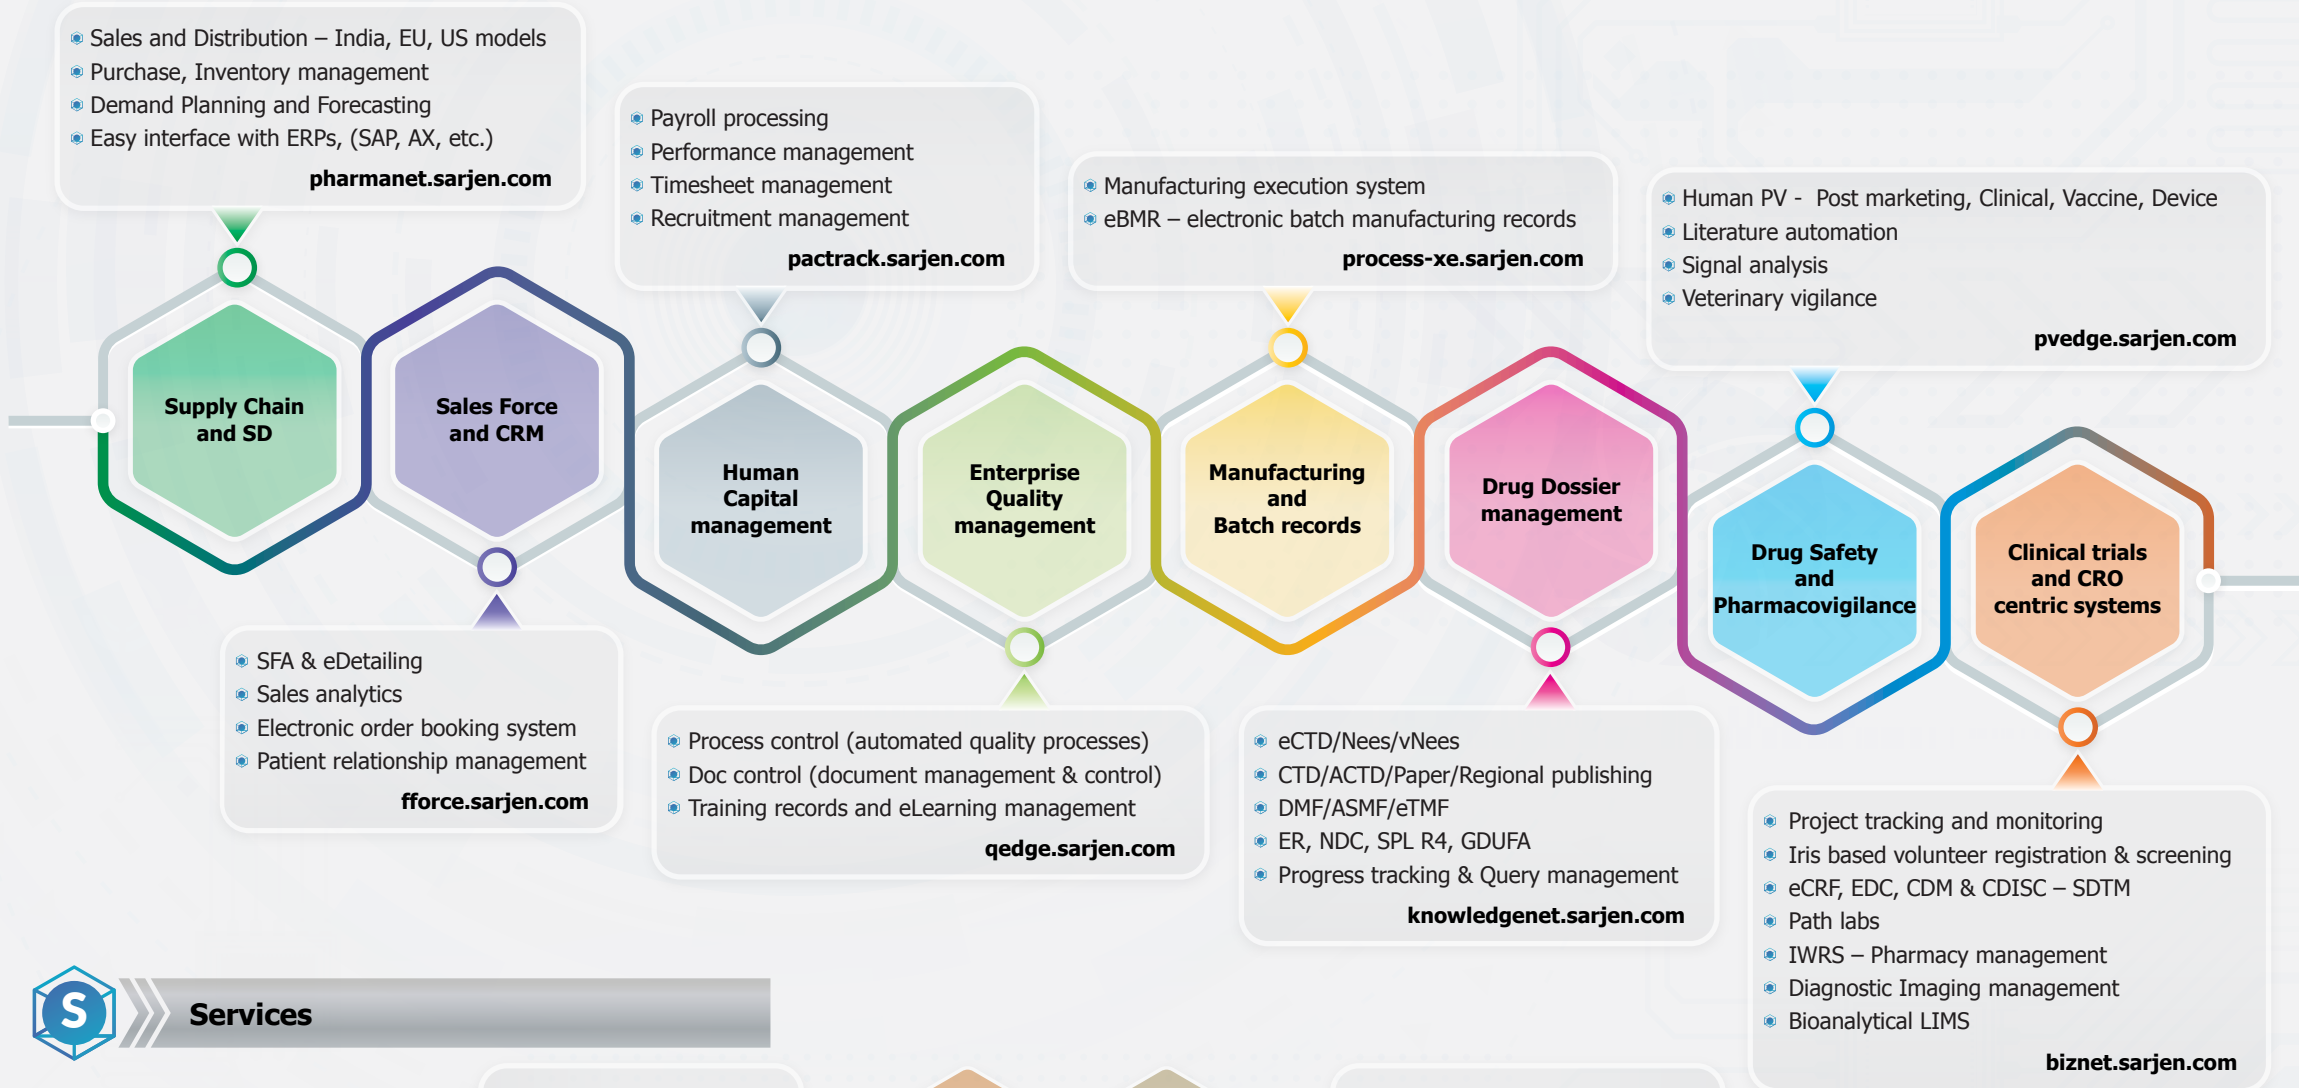 Sales and Distribution – India, EU, US models
Purchase, Inventory management
Demand Planning and Forecasting
Easy interface with ERPs, (SAP, AX, etc.)
pharmanet.sarjen.com
Payroll processing
Performance management
Timesheet management
Recruitment management
pactrack.sarjen.com
Manufacturing execution system
eBMR – electronic batch manufacturing records
process-xe.sarjen.com
Human PV - Post marketing, Clinical, Vaccine, Device
Literature automation
Signal analysis
Veterinary vigilance
pvedge.sarjen.com
Supply Chain
and SD
Sales Force
and CRM
Human
Capital
management
Enterprise
Quality
management
Manufacturing
and
Batch records
Drug Dossier
management
Drug Safety
and
Pharmacovigilance
Clinical trials
and CRO
centric systems
SFA & eDetailing
Sales analytics
Electronic order booking system
Patient relationship management
fforce.sarjen.com
Process control (automated quality processes)
Doc control (document management & control)
Training records and eLearning management
qedge.sarjen.com
eCTD/Nees/vNees
CTD/ACTD/Paper/Regional publishing
DMF/ASMF/eTMF
ER, NDC, SPL R4, GDUFA
Progress tracking & Query management
knowledgenet.sarjen.com
Project tracking and monitoring
Iris based volunteer registration & screening
eCRF, EDC, CDM & CDISC – SDTM
Path labs
IWRS – Pharmacy management
Diagnostic Imaging management
Bioanalytical LIMS
biznet.sarjen.com
S
Services